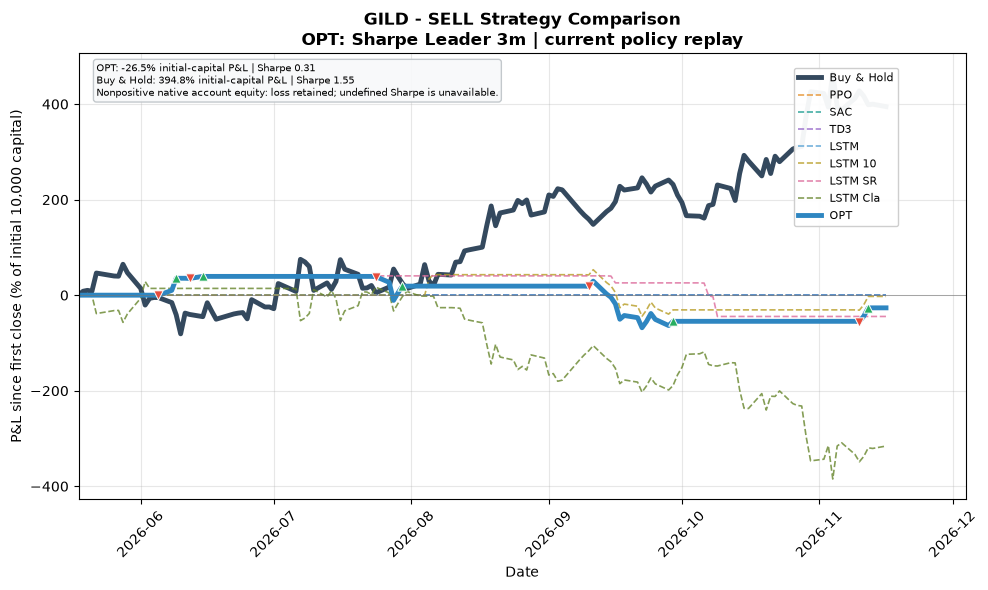 GILD - SELL Strategy Comparison
OPT: Sharpe Leader 3m | current policy replay
OPT: -26.5% initial-capital P&L | Sharpe 0.31
Buy & Hold: 394.8% initial-capital P&L | Sharpe 1.55
Nonpositive native account equity: loss retained; undefined Sharpe is unavailable.
Buy & Hold
PPO
SAC
TD3
LSTM
LSTM 10
LSTM SR
LSTM Cla
OPT
P&L since first close (% of initial 10,000 capital)
400
200
0
−200
−400
2026-06
2026-07
2026-08
2026-09
2026-10
2026-11
2026-12
Date